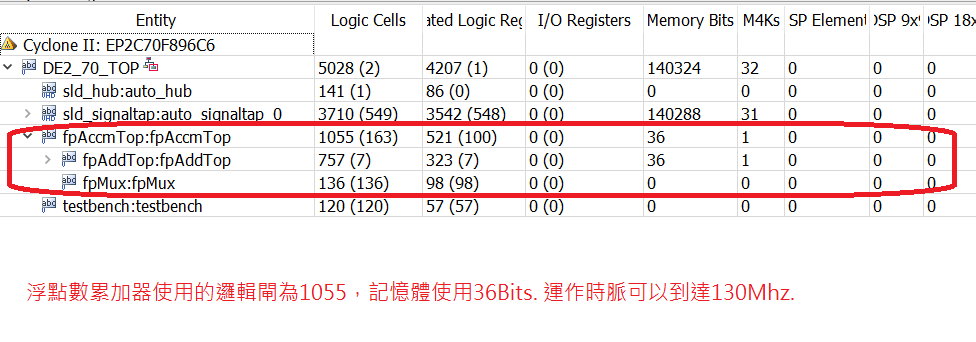 Entity Logic Cells ated Logic Reg I/O Registers Memory Bits M4Ks SP Element OSP 9x9 OSP 18x
Cyclone II: EP2C70F896C6
DE2_70_TOP 5028 (2) 4207 (1) 0 (0) 140324 32 0 0 0
sld_hub:auto_hub 141 (1) 86 (0) 0 (0) 0 0 0 0 0
sld_signaltap:auto_signaltap_0 3710 (549) 3542 (548) 0 (0) 140288 31 0 0 0
fpAccmTop:fpAccmTop 1055 (163) 521 (100) 0 (0) 36 1 0 0 0
fpAddTop:fpAddTop 757 (7) 323 (7) 0 (0) 36 1 0 0 0
fpMux:fpMux 136 (136) 98 (98) 0 (0) 0 0 0 0 0
testbench:testbench 120 (120) 57 (57) 0 (0) 0 0 0 0 0
浮點數累加器使用的邏輯閘為1055，記憶體使用36Bits. 運作時脈可以到達130Mhz.